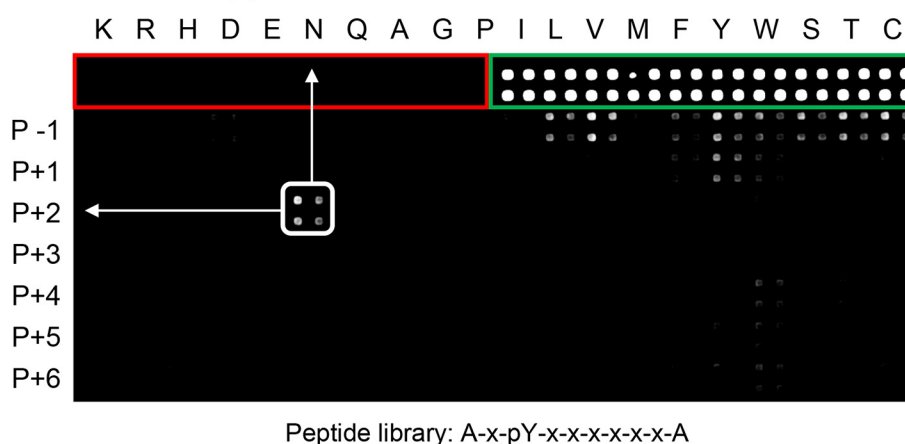 K R H D E N Q A G P I L V M F Y W S T C
P -1
P+1
P+2
P+3
P+4
P+5
P+6
Peptide library: A-x-pY-x-x-x-x-x-x-A